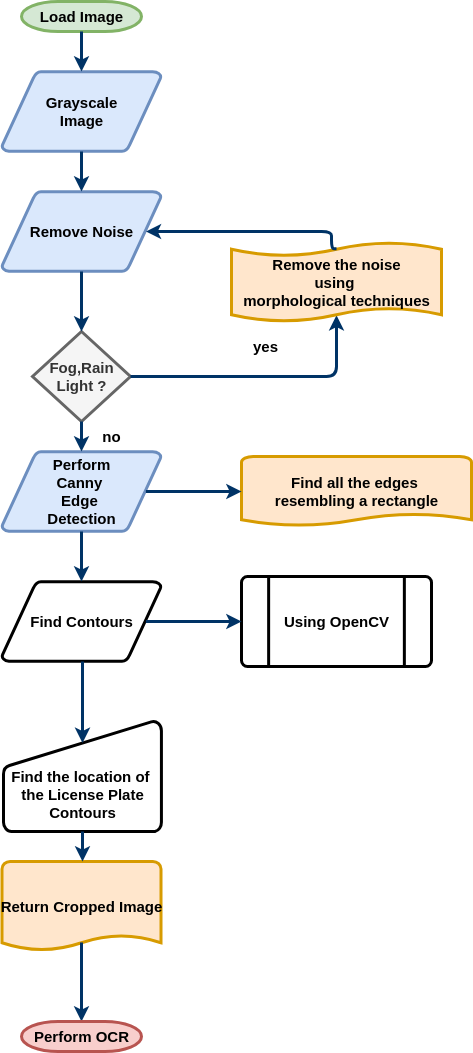 Load Image
Grayscale
Image
Remove Noise
Remove the noise
using
morphological techniques
yes
Fog,Rain
Light ?
no
Perform
Canny
Edge
Detection
Find all the edges
resembling a rectangle
Find Contours
Using OpenCV
Find the location of
the License Plate
Contours
Return Cropped Image
Perform OCR